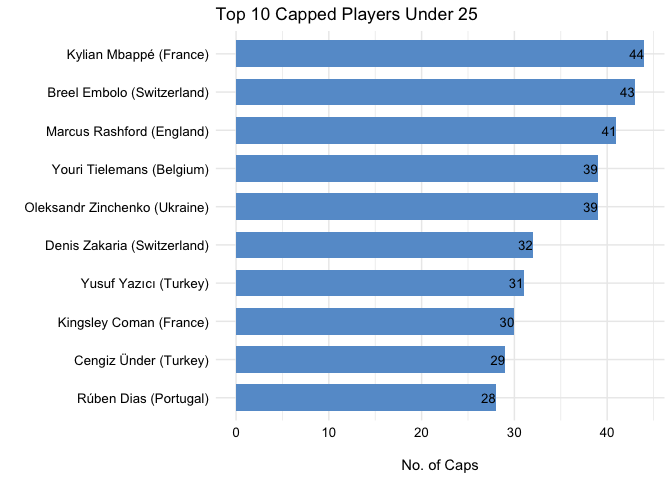 Top 10 Capped Players Under 25
Kylian Mbappé (France) 44
Breel Embolo (Switzerland) 43
Marcus Rashford (England) 41
Youri Tielemans (Belgium) 39
Oleksandr Zinchenko (Ukraine) 39
Denis Zakaria (Switzerland) 32
Yusuf Yazıcı (Turkey) 31
Kingsley Coman (France) 30
Cengiz Ünder (Turkey) 29
Rúben Dias (Portugal) 28
0 10 20 30 40
No. of Caps